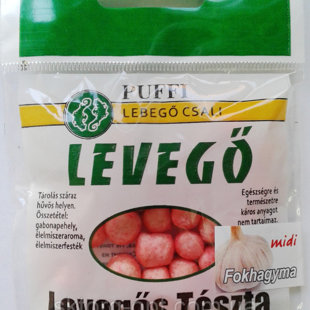 PUFFI
LEBEGŐ CSALI
LEVEGŐ
Tárolás száraz
hűvös helyen.
Összetétel:
gabonapehely,
élelmiszeraroma,
élelmiszerfesték
Egészségre és
természetre
káros anyagot
nem tartalmaz.
midi
Fokhagyma
Levegős Tészta